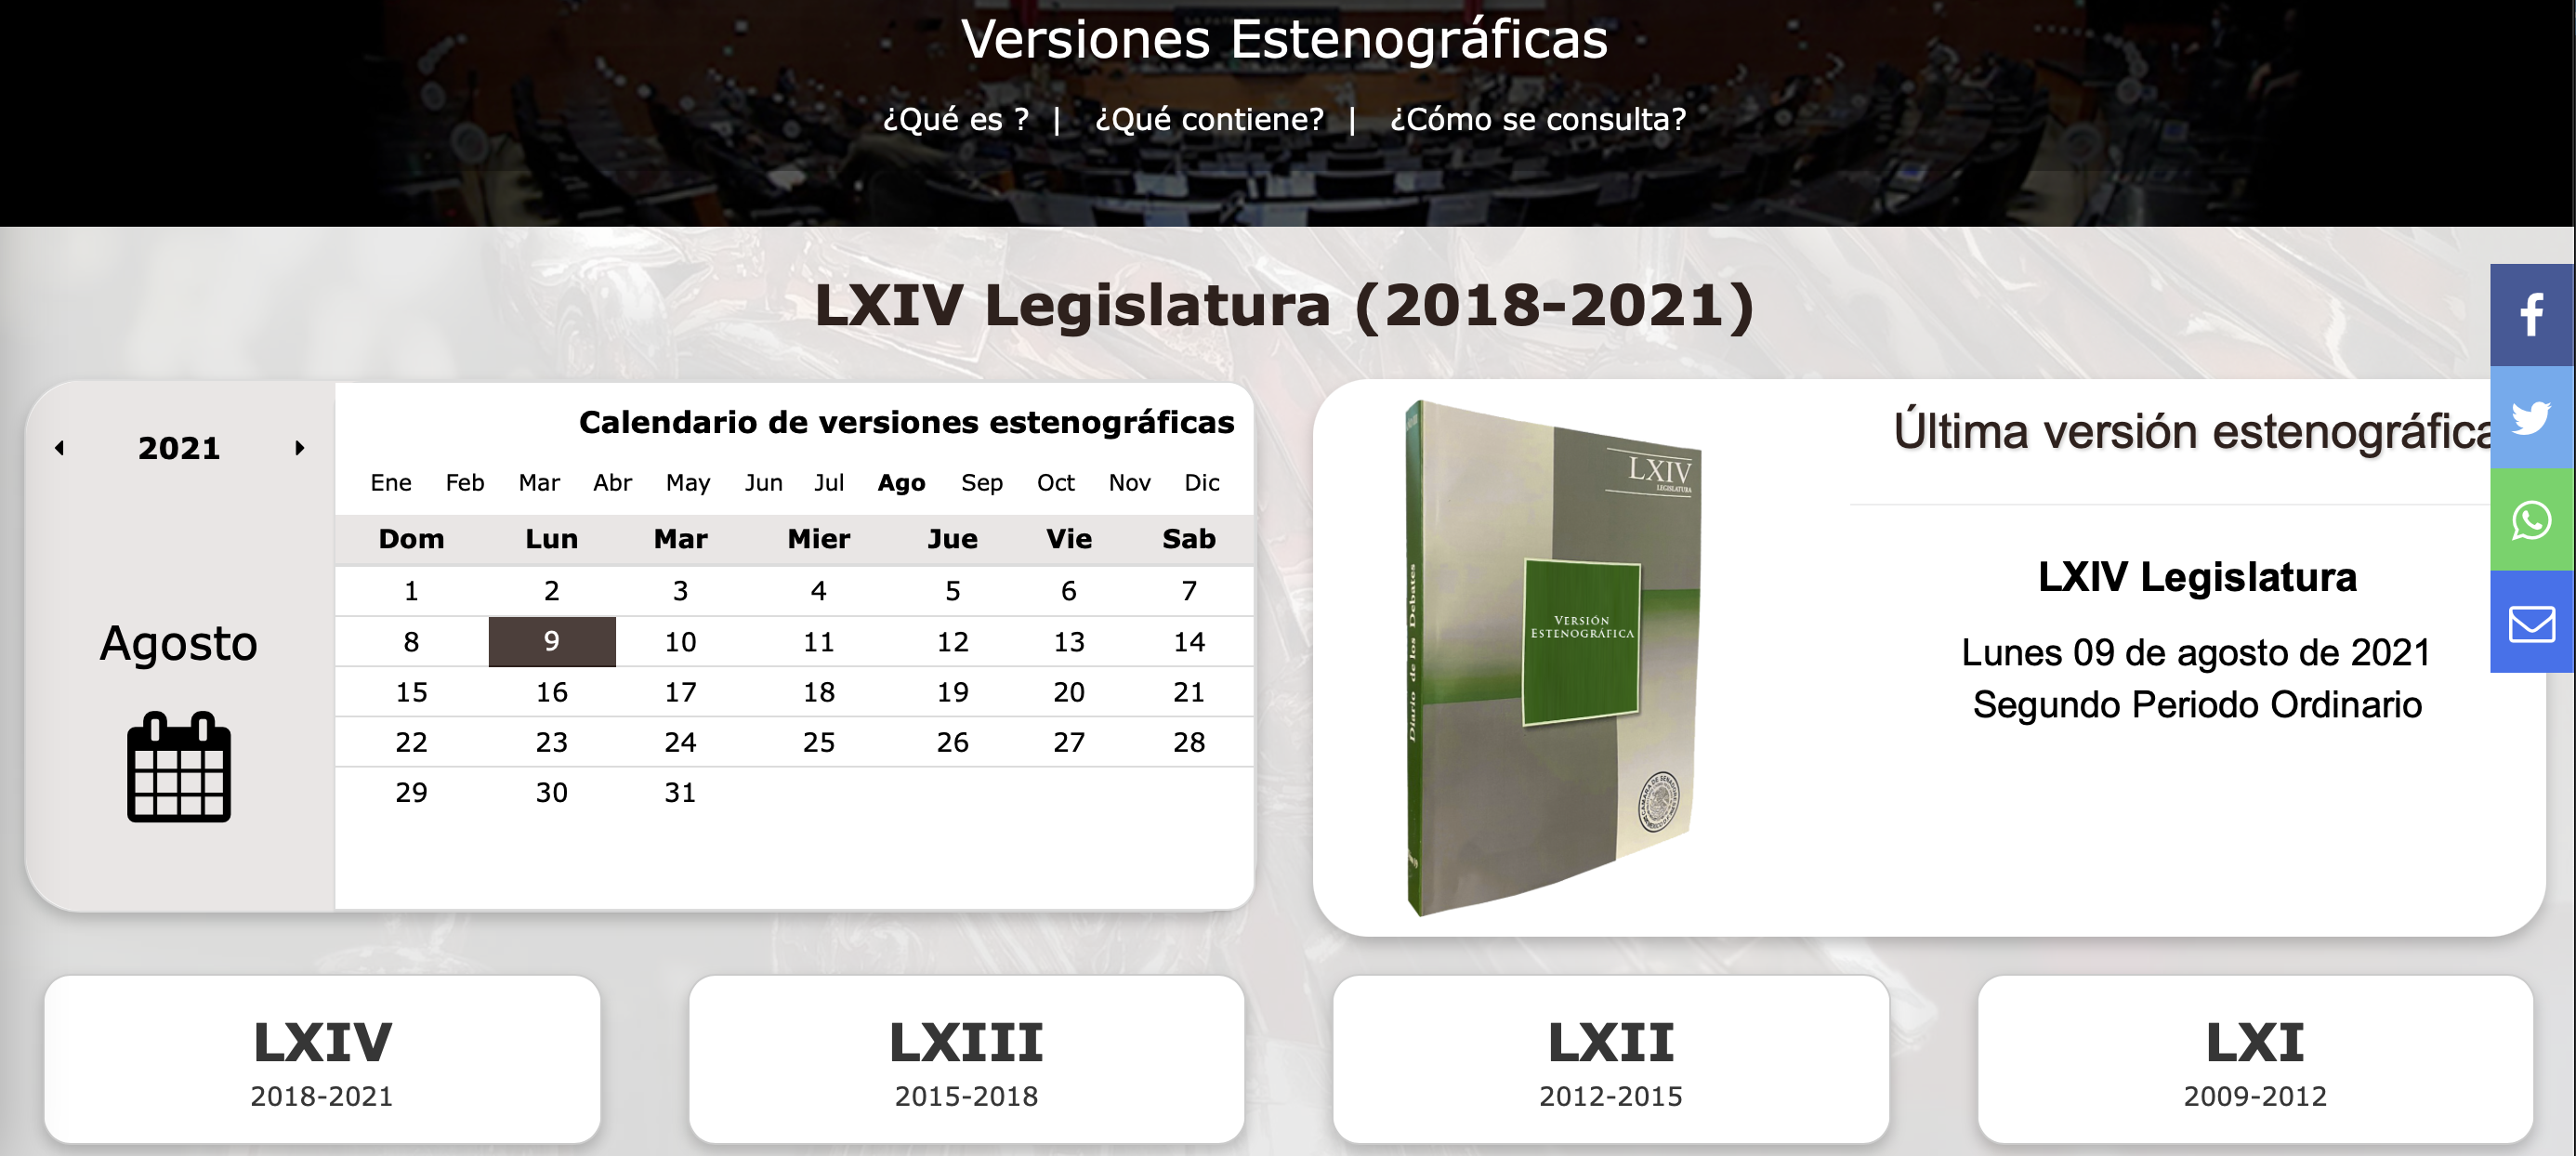 Versiones Estenográficas
¿Qué es ? | ¿Qué contiene? | ¿Cómo se consulta?
LXIV Legislatura (2018-2021)
2021
Agosto
Calendario de versiones estenográficas
Ene Feb Mar Abr May Jun Jul Ago Sep Oct Nov Dic
Dom Lun Mar Mier Jue Vie Sab
1 2 3 4 5 6 7
8 9 10 11 12 13 14
15 16 17 18 19 20 21
22 23 24 25 26 27 28
29 30 31
LXIV
LEGISLATURA
VERSIÓN
ESTENOGRÁFICA
Diario de los Debates
Última versión estenográfica
LXIV Legislatura
Lunes 09 de agosto de 2021
Segundo Periodo Ordinario
LXIV
2018-2021
LXIII
2015-2018
LXII
2012-2015
LXI
2009-2012